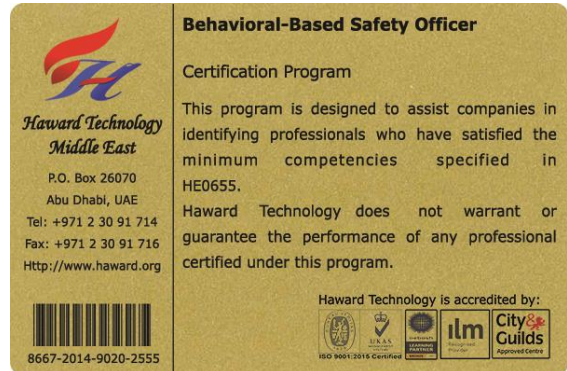 Haward Technology
Middle East
P.O. Box 26070
Abu Dhabi, UAE
Tel: +971 2 30 91 714
Fax: +971 2 30 91 716
Http://www.haward.org
8667-2014-9020-2555
Behavioral-Based Safety Officer
Certification Program
This program is designed to assist companies in
identifying professionals who have satisfied the
minimum competencies specified in
HE0655.
Haward Technology does not warrant or
guarantee the performance of any professional
certified under this program.
Haward Technology is accredited by:
UKAS
ISO 9001:2015 Certified
LEARNING
PARTNER
ilm
Recognised
Provider
City&
Guilds
Approved Centre